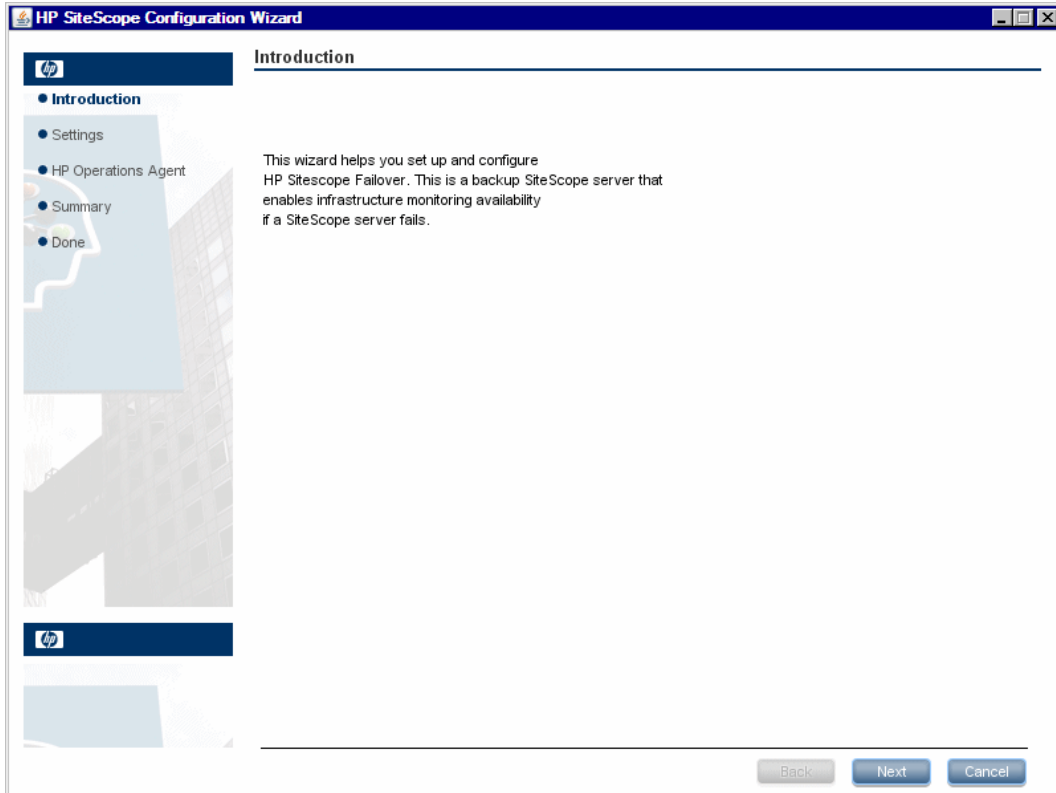 HP SiteScope Configuration Wizard
hp
Introduction
Settings
HP Operations Agent
Summary
Done
hp
Introduction
This wizard helps you set up and configure
HP Sitescope Failover. This is a backup SiteScope server that
enables infrastructure monitoring availability
if a SiteScope server fails.
Back
Next
Cancel